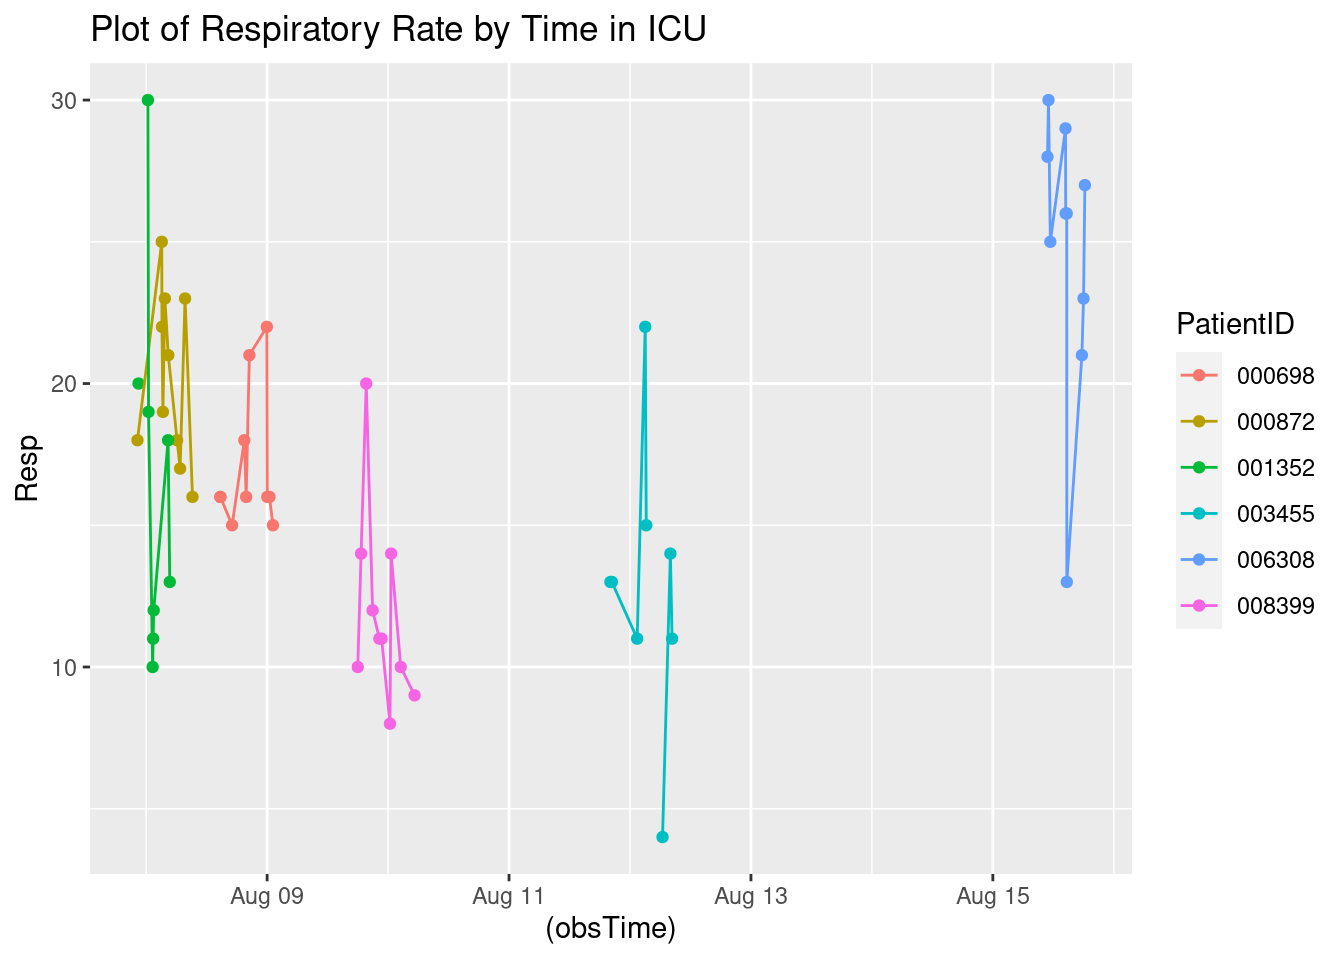 Plot of Respiratory Rate by Time in ICU
30
20
10
Resp
Aug 09
Aug 11
Aug 13
Aug 15
(obsTime)
PatientID
000698
000872
001352
003455
006308
008399